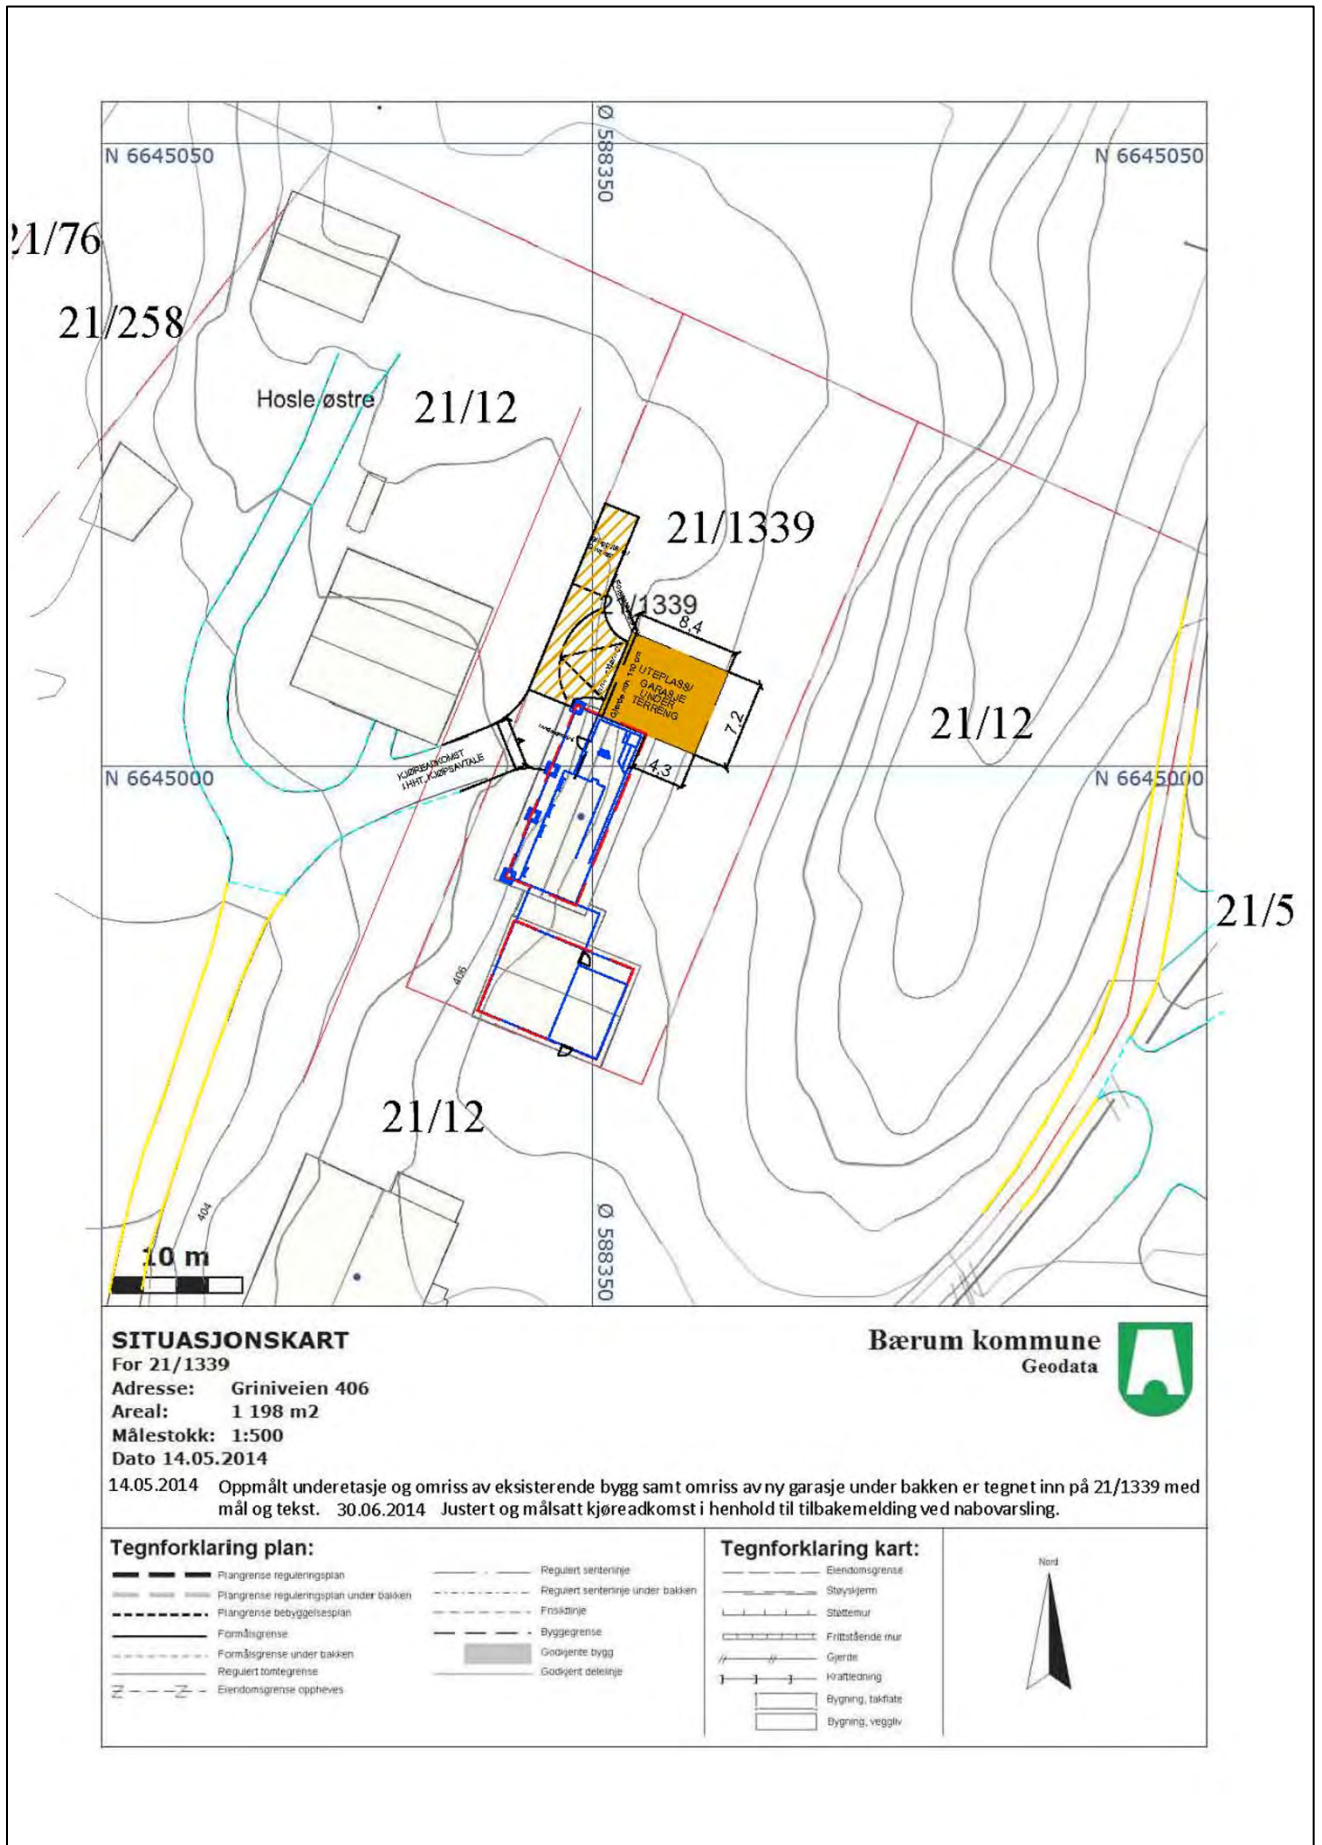 N 6645050
Ø 588350
N 6645050
21/76
21/258
Hosle østre
21/12
21/1339
21/1339
8,4
UTEPLASS/
GARASJE
UNDER
TERRENG
7,2
4,3
21/12
KJØREADKOMST
I HHT. KJØPSAVTALE
N 6645000
N 6645000
21/5
406
21/12
404
Ø 588350
10 m
SITUASJONSKART
For 21/1339
Adresse: Griniveien 406
Areal: 1 198 m2
Målestokk: 1:500
Dato 14.05.2014
Bærum kommune
Geodata
14.05.2014 Oppmålt underetasje og omriss av eksisterende bygg samt omriss av ny garasje under bakken er tegnet inn på 21/1339 med
mål og tekst. 30.06.2014 Justert og målsatt kjøreadkomst i henhold til tilbakemelding ved nabovarsling.
Tegnforklaring plan:
Plangrense reguleringsplan
Plangrense reguleringsplan under bakken
Plangrense bebyggelsesplan
Formålsgrense
Formålsgrense under bakken
Regulert tomtegrense
Eiendomsgrense oppheves
Regulert senterlinje
Regulert senterlinje under bakken
Frisiktlinje
Byggegrense
Godkjente bygg
Godkjent delelinje
Tegnforklaring kart:
Eiendomsgrense
Støyskjerm
Støttemur
Frittstående mur
Gjerde
Kraftledning
Bygning, takflate
Bygning, veggliv
Nord